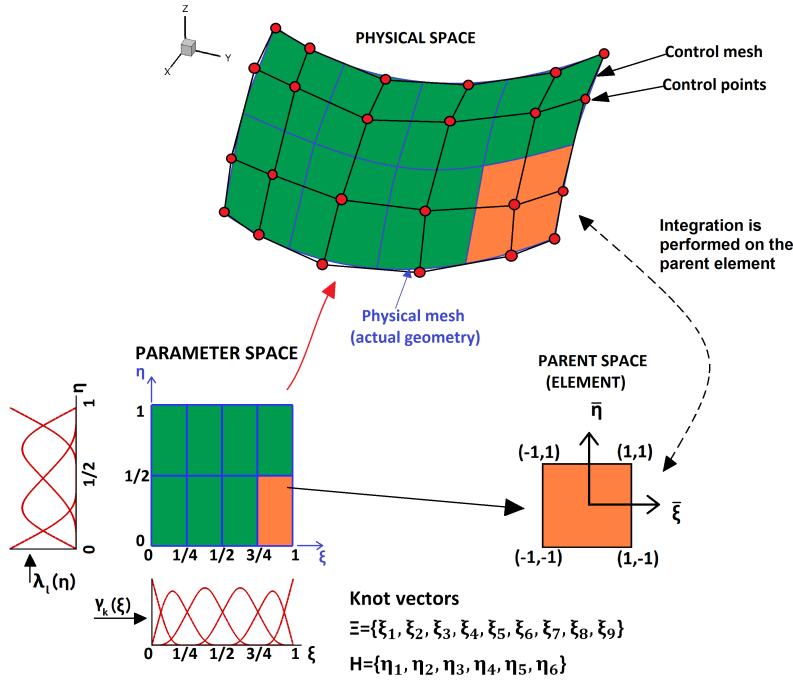 Z
Y
X
PHYSICAL SPACE
Control mesh
Control points
Integration is
performed on the
parent element
Physical mesh
(actual geometry)
PARAMETER SPACE
η
1
1/2
0
0 1/4 1/2 3/4 1 ξ
η
1
1/2
0
λₗ(η)
γₖ(ξ)
0 1/4 1/2 3/4 1 ξ
PARENT SPACE
(ELEMENT)
η̅
(-1,1) (1,1)
ξ̅
(-1,-1) (1,-1)
Knot vectors
Ξ={ξ₁, ξ₂, ξ₃, ξ₄, ξ₅, ξ₆, ξ₇, ξ₈, ξ₉}
H={η₁, η₂, η₃, η₄, η₅, η₆}